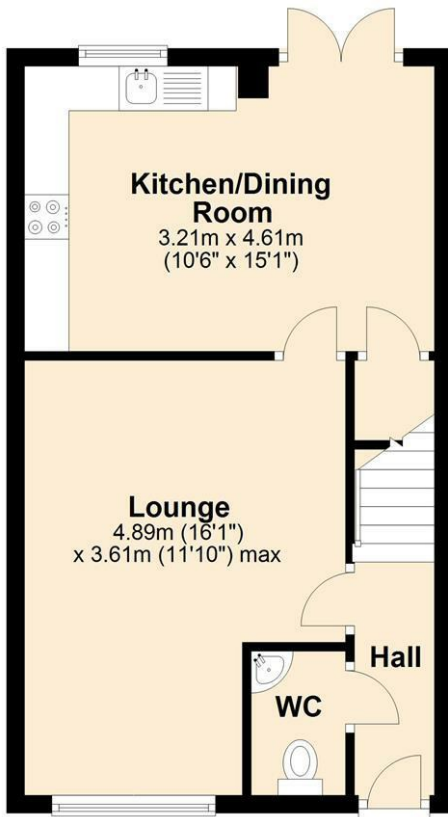 Kitchen/Dining
Room
3.21m x 4.61m
(10'6" x 15'1")
Lounge
4.89m (16'1")
x 3.61m (11'10") max
Hall
WC